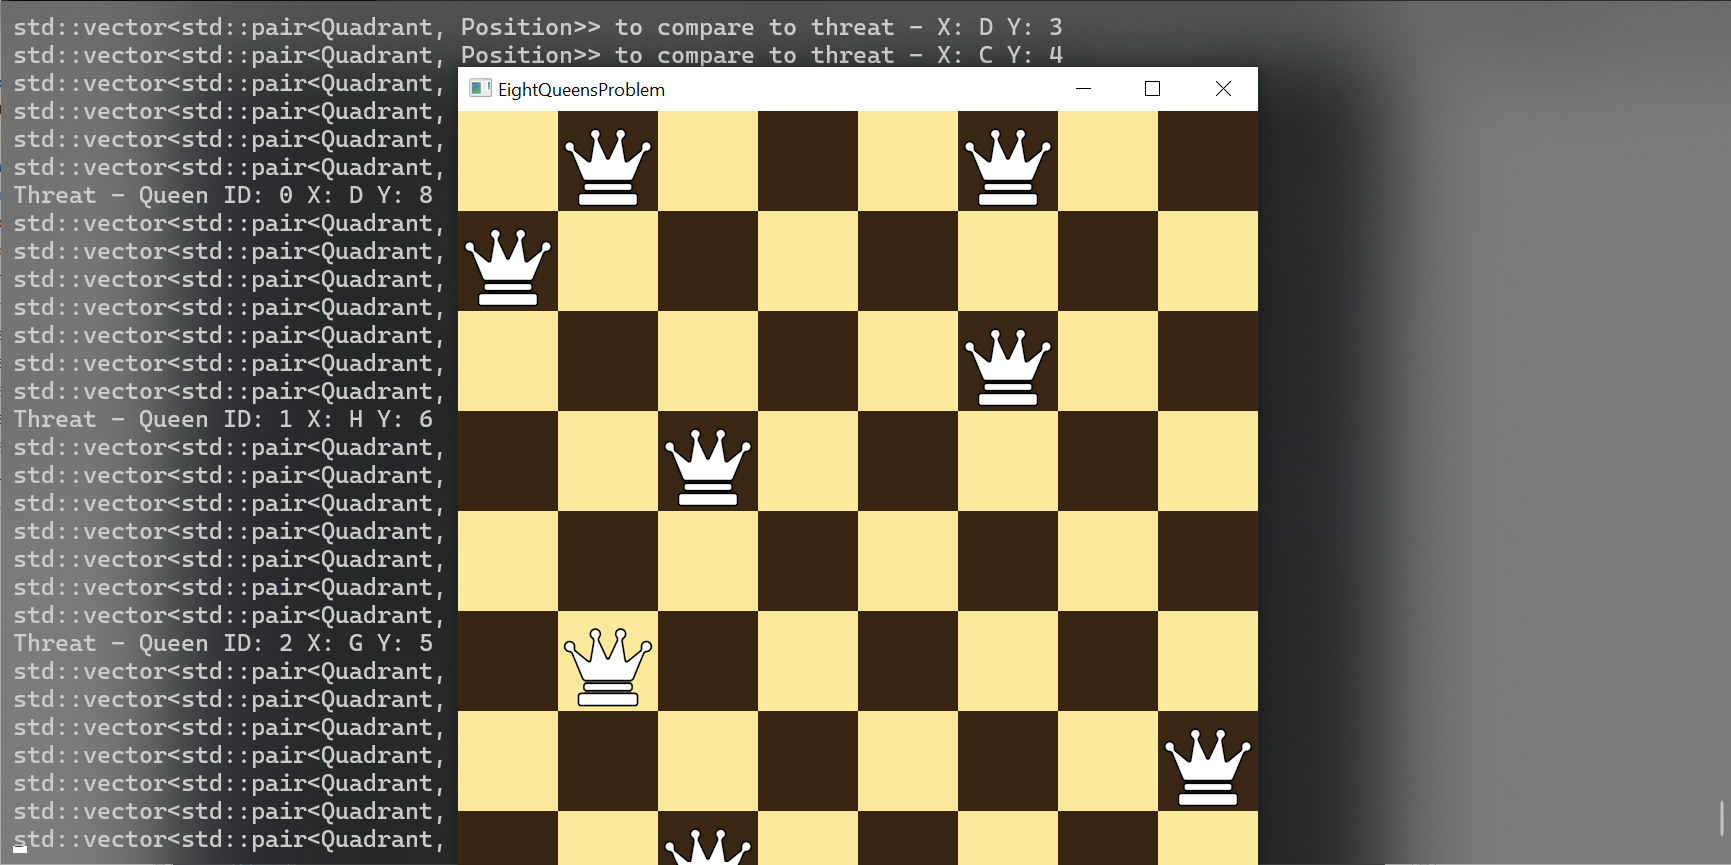 std::vector<std::pair<Quadrant, Position>> to compare to threat - X: D Y: 3
std::vector<std::pair<Quadrant, Position>> to compare to threat - X: C Y: 4
EightQueensProblem
std::vector<std::pair<Quadrant,
std::vector<std::pair<Quadrant,
std::vector<std::pair<Quadrant,
std::vector<std::pair<Quadrant,
Threat - Queen ID: 0 X: D Y: 8
std::vector<std::pair<Quadrant,
std::vector<std::pair<Quadrant,
std::vector<std::pair<Quadrant,
std::vector<std::pair<Quadrant,
std::vector<std::pair<Quadrant,
std::vector<std::pair<Quadrant,
std::vector<std::pair<Quadrant,
Threat - Queen ID: 1 X: H Y: 6
std::vector<std::pair<Quadrant,
std::vector<std::pair<Quadrant,
std::vector<std::pair<Quadrant,
std::vector<std::pair<Quadrant,
std::vector<std::pair<Quadrant,
std::vector<std::pair<Quadrant,
std::vector<std::pair<Quadrant,
Threat - Queen ID: 2 X: G Y: 5
std::vector<std::pair<Quadrant,
std::vector<std::pair<Quadrant,
std::vector<std::pair<Quadrant,
std::vector<std::pair<Quadrant,
std::vector<std::pair<Quadrant,
std::vector<std::pair<Quadrant,
std::vector<std::pair<Quadrant,